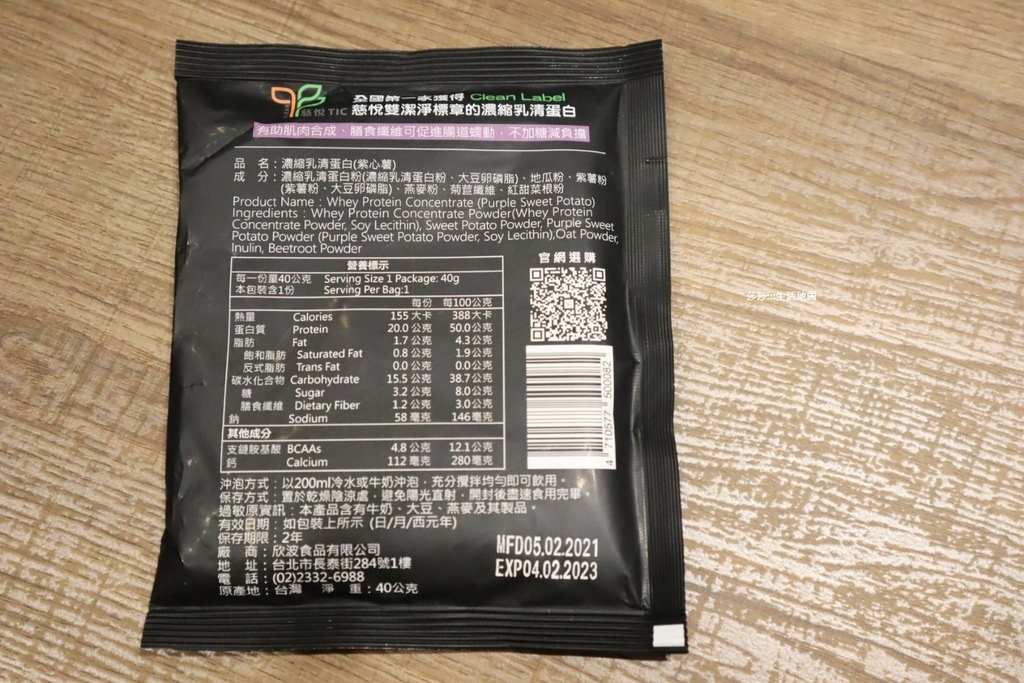 慈悅 TIC
全國第一家獲得 Clean Label
慈悅雙潔淨標章的濃縮乳清蛋白
有助肌肉合成、膳食纖維可促進腸道蠕動，不加糖減負擔
品 名：濃縮乳清蛋白(紫心薯)
成 分：濃縮乳清蛋白粉(濃縮乳清蛋白粉、大豆卵磷脂)、地瓜粉、紫薯粉
(紫薯粉、大豆卵磷脂)、燕麥粉、菊苣纖維、紅甜菜根粉
Product Name：Whey Protein Concentrate (Purple Sweet Potato)
Ingredients：Whey Protein Concentrate Powder(Whey Protein
Concentrate Powder, Soy Lecithin), Sweet Potato Powder, Purple Sweet
Potato Powder (Purple Sweet Potato Powder, Soy Lecithin),Oat Powder,
Inulin, Beetroot Powder
營養標示
每一份量40公克 Serving Size 1 Package: 40g
本包裝含1份 Serving Per Bag:1
每份 每100公克
熱量 Calories 155 大卡 388 大卡
蛋白質 Protein 20.0 公克 50.0 公克
脂肪 Fat 1.7 公克 4.3 公克
飽和脂肪 Saturated Fat 0.8 公克 1.9 公克
反式脂肪 Trans Fat 0.0 公克 0.0 公克
碳水化合物 Carbohydrate 15.5 公克 38.7 公克
糖 Sugar 3.2 公克 8.0 公克
膳食纖維 Dietary Fiber 1.2 公克 3.0 公克
鈉 Sodium 58 毫克 146 毫克
其他成分
支鏈胺基酸 BCAAs 4.8 公克 12.1 公克
鈣 Calcium 112 毫克 280 毫克
官網選購
4 710577 500082
沖泡方式：以200ml冷水或牛奶沖泡，充分攪拌均勻即可飲用。
保存方式：置於乾燥陰涼處，避免陽光直射，開封後盡速食用完畢。
過敏原資訊：本產品含有牛奶、大豆、燕麥及其製品。
有效日期：如包裝上所示 (日/月/西元年)
保存期限：2年
廠 商：欣波食品有限公司
地 址：台北市長泰街284號1樓
電 話：(02)2332-6988
原產地：台灣 淨 重：40公克
MFD05.02.2021
EXP04.02.2023
莎莎:::生活地圖